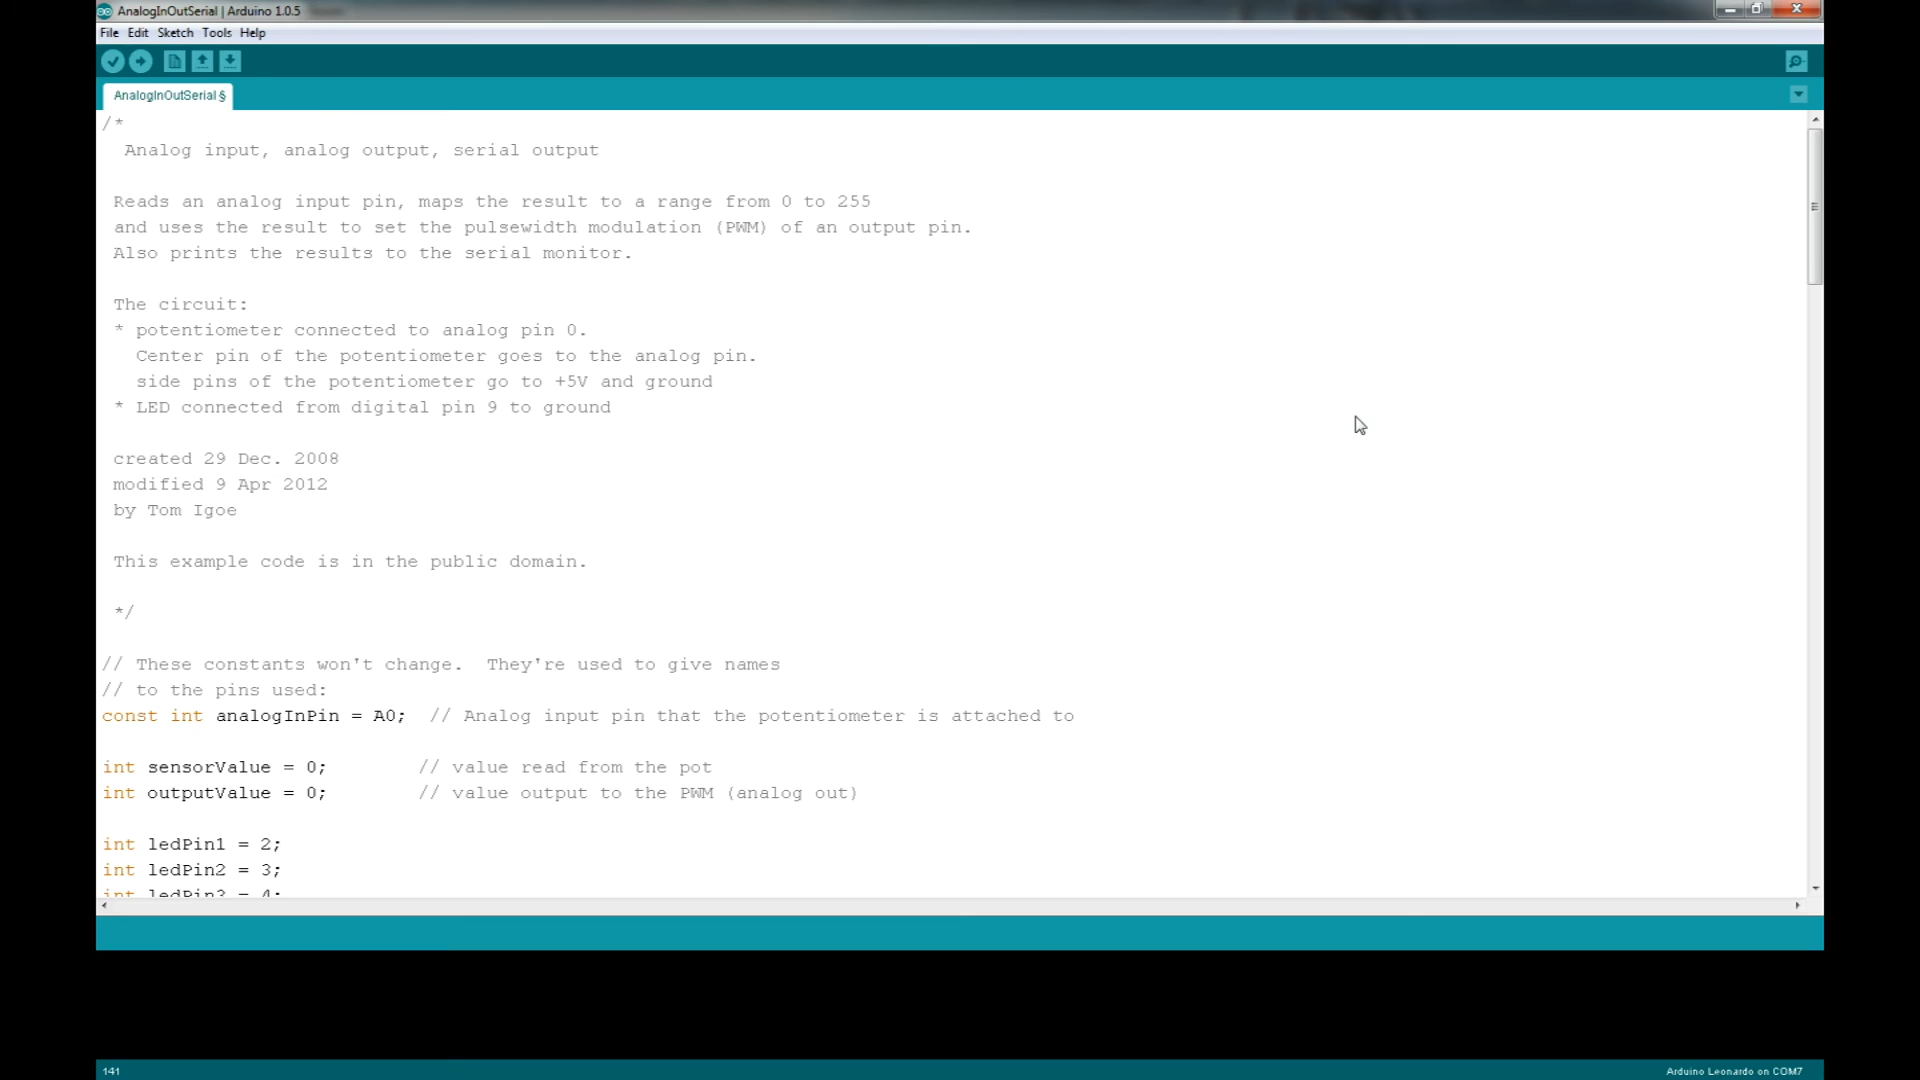 AnalogInOutSerial | Arduino 1.0.5
File Edit Sketch Tools Help
AnalogInOutSerial §
/*
Analog input, analog output, serial output
Reads an analog input pin, maps the result to a range from 0 to 255
and uses the result to set the pulsewidth modulation (PWM) of an output pin.
Also prints the results to the serial monitor.
The circuit:
* potentiometer connected to analog pin 0.
Center pin of the potentiometer goes to the analog pin.
side pins of the potentiometer go to +5V and ground
* LED connected from digital pin 9 to ground
created 29 Dec. 2008
modified 9 Apr 2012
by Tom Igoe
This example code is in the public domain.
*/
// These constants won't change.  They're used to give names
// to the pins used:
const int analogInPin = A0;  // Analog input pin that the potentiometer is attached to
int sensorValue = 0;        // value read from the pot
int outputValue = 0;        // value output to the PWM (analog out)
int ledPin1 = 2;
int ledPin2 = 3;
int ledPin3 = 4;
141
Arduino Leonardo on COM7